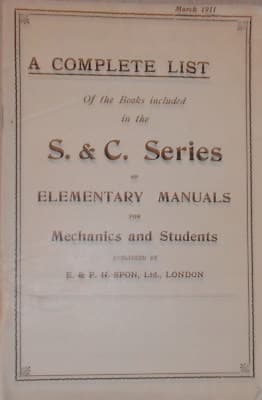 March 1911
A COMPLETE LIST
Of the Books included
in the
S. & C. Series
OF
ELEMENTARY MANUALS
FOR
Mechanics and Students
PUBLISHED BY
E. & F. N. SPON, LTD., LONDON